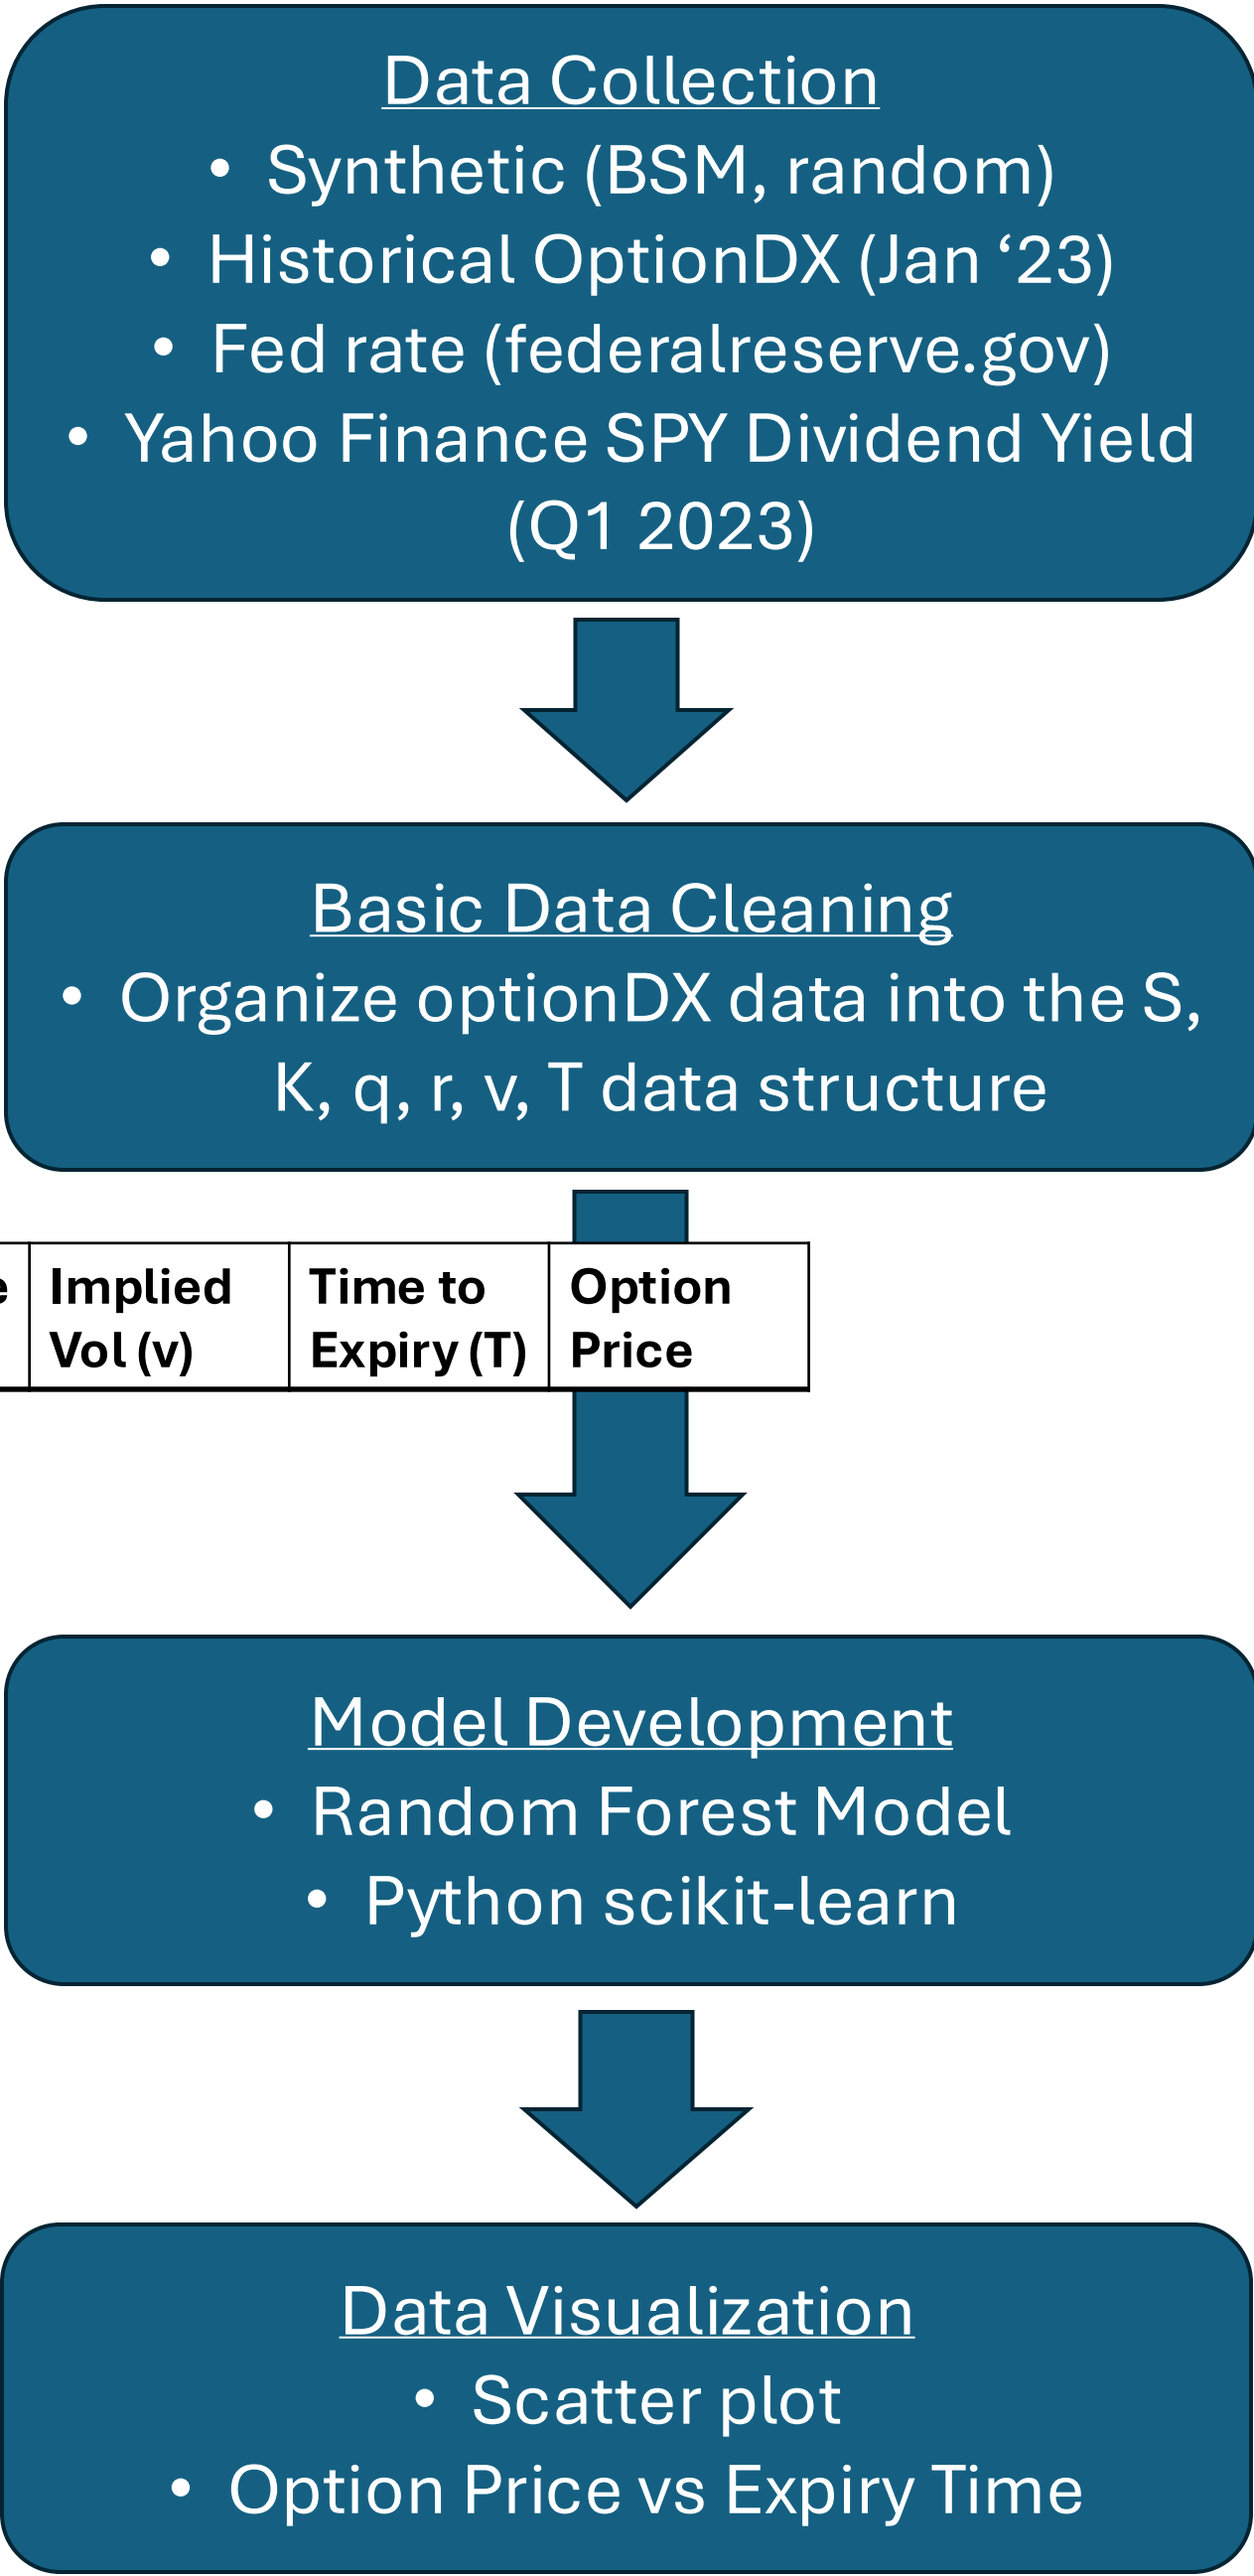 Data Collection
• Synthetic (BSM, random)
• Historical OptionDX (Jan ‘23)
• Fed rate (federalreserve.gov)
• Yahoo Finance SPY Dividend Yield
(Q1 2023)
Basic Data Cleaning
• Organize optionDX data into the S,
K, q, r, v, T data structure
e Implied Time to Option
Vol (v) Expiry (T) Price
Model Development
• Random Forest Model
• Python scikit-learn
Data Visualization
• Scatter plot
• Option Price vs Expiry Time